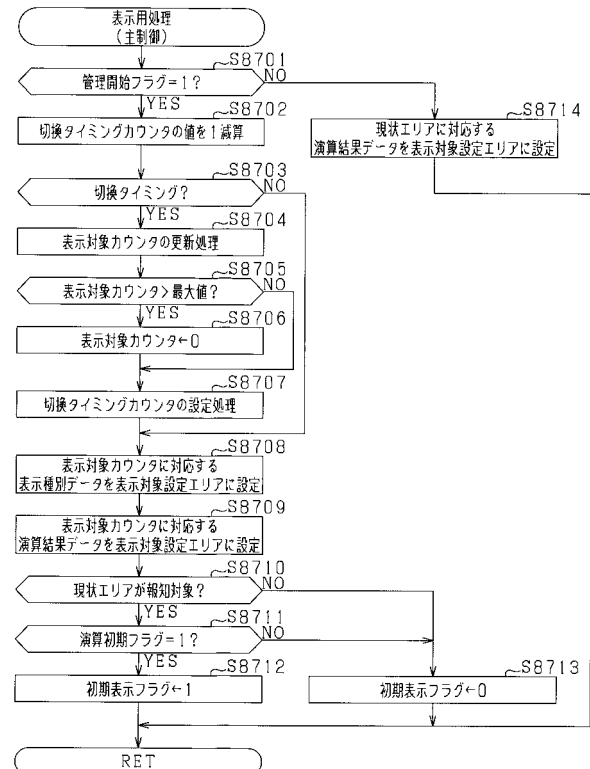 表示用処理
(主制御)
S8701
管理開始フラグ=1?
NO
YES
S8702
切換タイミングカウンタの値を1減算
S8714
現状エリアに対応する
演算結果データを表示対象設定エリアに設定
S8703
切換タイミング?
NO
YES
S8704
表示対象カウンタの更新処理
S8705
表示対象カウンタ>最大値?
NO
YES
S8706
表示対象カウンタ←0
S8707
切換タイミングカウンタの設定処理
S8708
表示対象カウンタに対応する
表示種別データを表示対象設定エリアに設定
S8709
表示対象カウンタに対応する
演算結果データを表示対象設定エリアに設定
S8710
現状エリアが報知対象?
NO
YES
S8711
演算初期フラグ=1?
NO
YES
S8712
初期表示フラグ←1
S8713
初期表示フラグ←0
RET